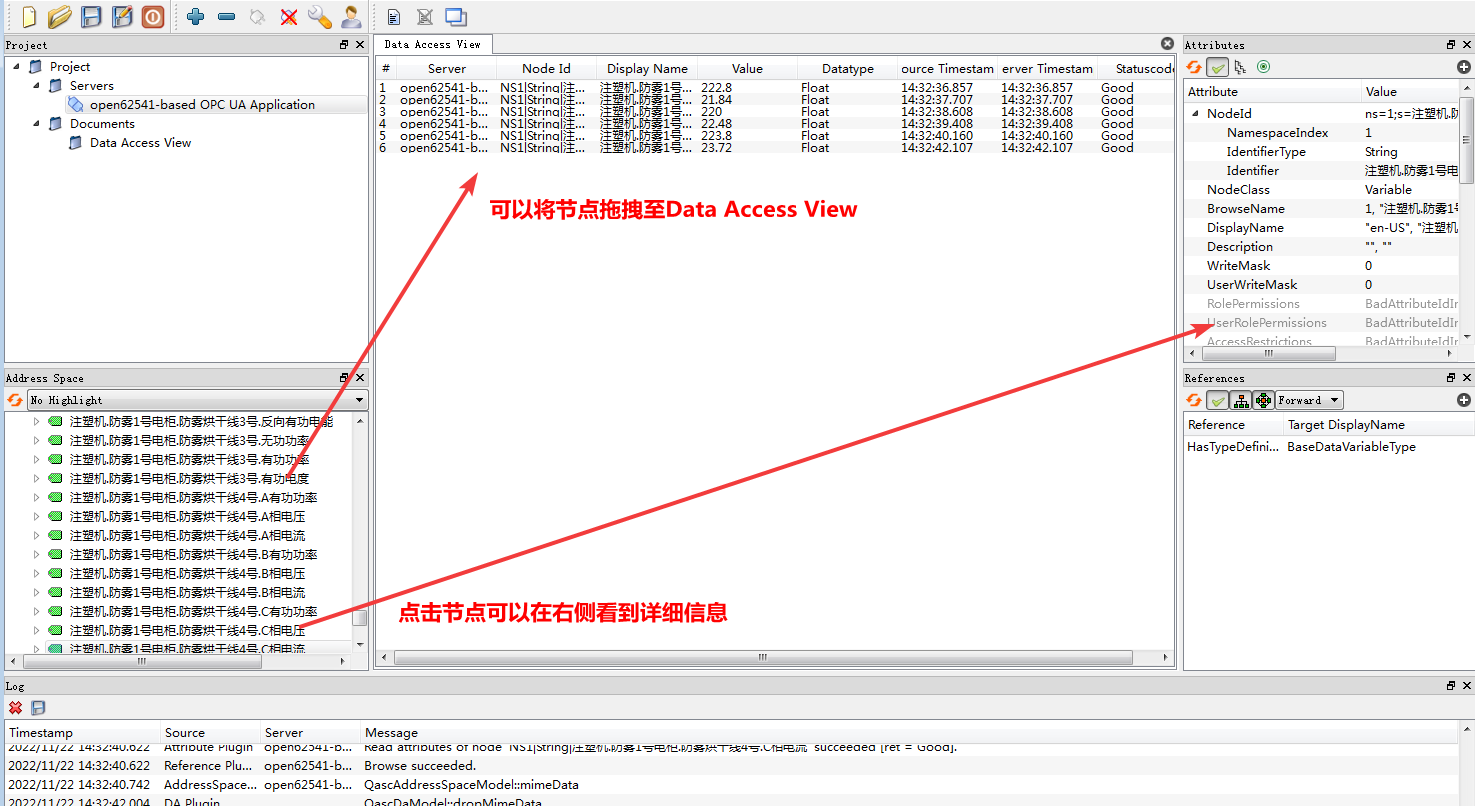 Project
Project
Servers
open62541-based OPC UA Application
Documents
Data Access View
Data Access View
# Server Node Id Display Name Value Datatype ource Timestam erver Timestam Statuscode
1 open62541-b... NS1|String|注... 注塑机.防雾1号... 222.8 Float 14:32:36.857 14:32:36.857 Good
2 open62541-b... NS1|String|注... 注塑机.防雾1号... 21.84 Float 14:32:37.707 14:32:37.707 Good
3 open62541-b... NS1|String|注... 注塑机.防雾1号... 220 Float 14:32:38.608 14:32:38.608 Good
4 open62541-b... NS1|String|注... 注塑机.防雾1号... 22.48 Float 14:32:39.408 14:32:39.408 Good
5 open62541-b... NS1|String|注... 注塑机.防雾1号... 223.8 Float 14:32:40.160 14:32:40.160 Good
6 open62541-b... NS1|String|注... 注塑机.防雾1号... 23.72 Float 14:32:42.107 14:32:42.107 Good
可以将节点拖拽至Data Access View
点击节点可以在右侧看到详细信息
Attributes
Attribute Value
NodeId ns=1;s=注塑机.防
NamespaceIndex 1
IdentifierType String
Identifier 注塑机.防雾1号电
NodeClass Variable
BrowseName 1, "注塑机.防雾1号
DisplayName "en-US", "注塑机.
Description "", ""
WriteMask 0
UserWriteMask 0
RolePermissions BadAttributeIdIn
UserRolePermissions BadAttributeIdIn
AccessRestrictions BadAttributeIdIn
Address Space
No Highlight
注塑机.防雾1号电柜.防雾烘干线3号.反向有功电能
注塑机.防雾1号电柜.防雾烘干线3号.无功功率
注塑机.防雾1号电柜.防雾烘干线3号.有功功率
注塑机.防雾1号电柜.防雾烘干线3号.有功电度
注塑机.防雾1号电柜.防雾烘干线4号.A有功功率
注塑机.防雾1号电柜.防雾烘干线4号.A相电压
注塑机.防雾1号电柜.防雾烘干线4号.A相电流
注塑机.防雾1号电柜.防雾烘干线4号.B有功功率
注塑机.防雾1号电柜.防雾烘干线4号.B相电压
注塑机.防雾1号电柜.防雾烘干线4号.B相电流
注塑机.防雾1号电柜.防雾烘干线4号.C有功功率
注塑机.防雾1号电柜.防雾烘干线4号.C相电压
注塑机.防雾1号电柜.防雾烘干线4号.C相电流
References
Forward
Reference Target DisplayName
HasTypeDefini... BaseDataVariableType
Log
Timestamp Source Server Message
2022/11/22 14:32:40.622 Attribute Plugin open62541-b... Read attributes of node 'NS1|String|注塑机.防雾1号电柜.防雾烘干线4号.C相电流' succeeded [ret = Good].
2022/11/22 14:32:40.622 Reference Plu... open62541-b... Browse succeeded.
2022/11/22 14:32:40.742 AddressSpace... open62541-b... QascAddressSpaceModel::mimeData
2022/11/22 14:32:42.004 DA Plugin QascDaModel::dropMimeData